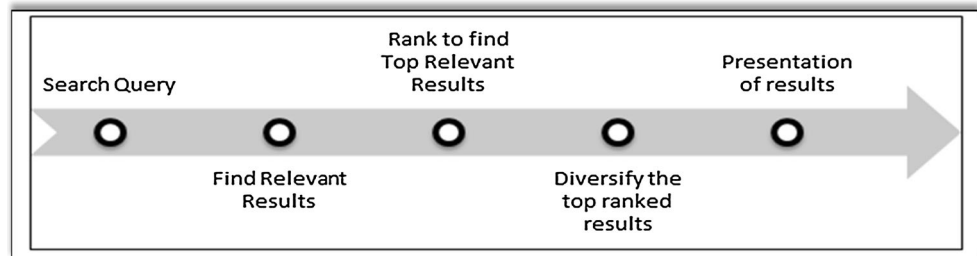 Search Query
Find Relevant
Results
Rank to find
Top Relevant
Results
Diversify the
top ranked
results
Presentation
of results